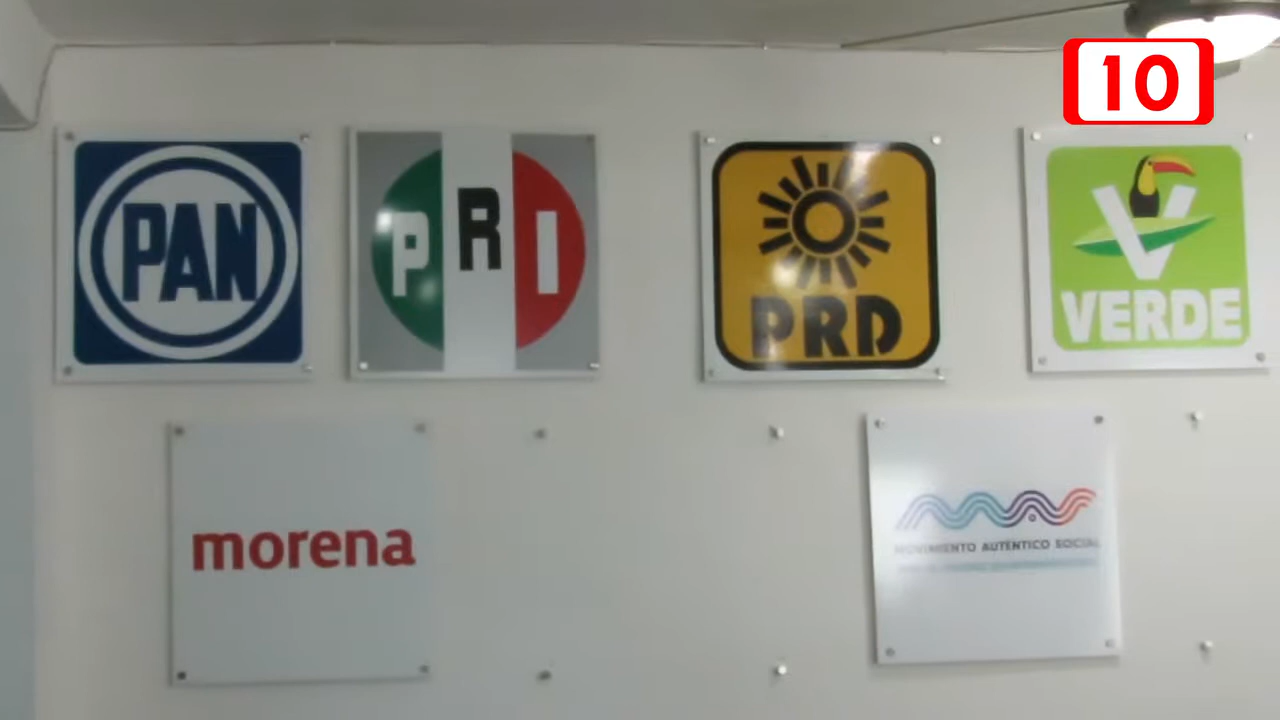 10
PAN
PRI
PRD
VERDE
morena
MOVIMIENTO AUTÉNTICO SOCIAL